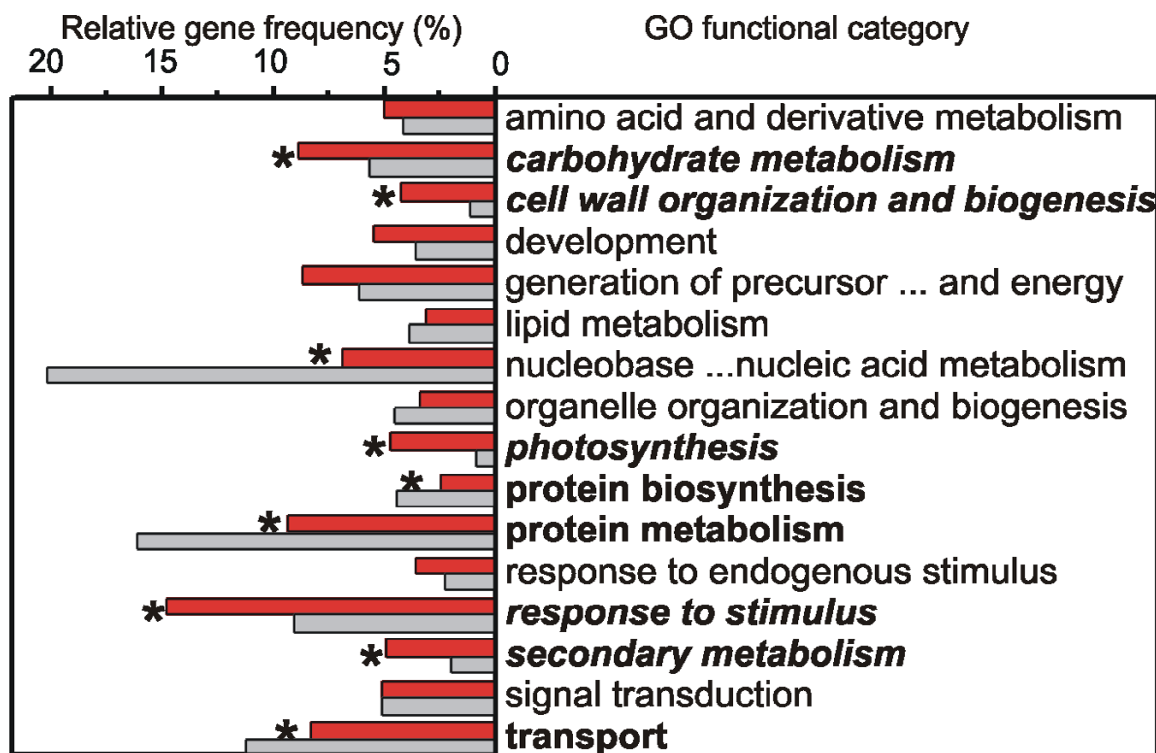 Relative gene frequency (%) GO functional category
20 15 10 5 0
amino acid and derivative metabolism
* carbohydrate metabolism
* cell wall organization and biogenesis
development
generation of precursor ... and energy
lipid metabolism
* nucleobase ...nucleic acid metabolism
organelle organization and biogenesis
* photosynthesis
* protein biosynthesis
* protein metabolism
response to endogenous stimulus
* response to stimulus
* secondary metabolism
signal transduction
* transport